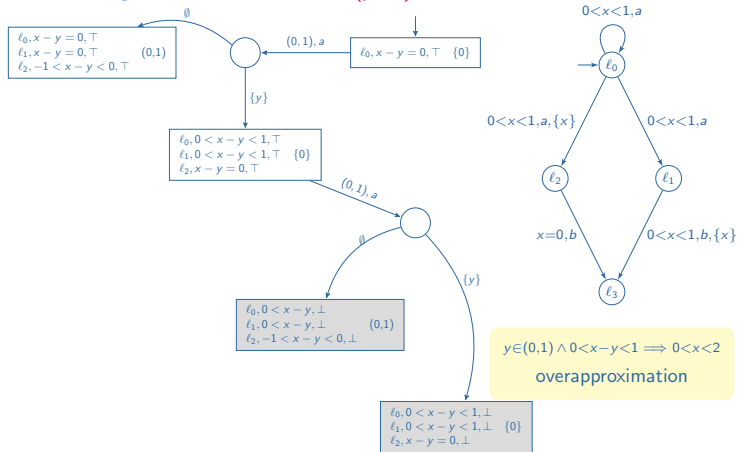 ∅
ℓ₀, x − y = 0, ⊤
ℓ₁, x − y = 0, ⊤ (0,1)
ℓ₂, −1 < x − y < 0, ⊤
(0, 1), a
ℓ₀, x − y = 0, ⊤ {0}
{y}
ℓ₀, 0 < x − y < 1, ⊤
ℓ₁, 0 < x − y < 1, ⊤ {0}
ℓ₂, x − y = 0, ⊤
(0, 1), a
∅
{y}
ℓ₀, 0 < x − y, ⊥
ℓ₁, 0 < x − y, ⊥ (0,1)
ℓ₂, −1 < x − y < 0, ⊥
ℓ₀, 0 < x − y < 1, ⊥
ℓ₁, 0 < x − y < 1, ⊥ {0}
ℓ₂, x − y = 0, ⊥
0<x<1, a
ℓ₀
0<x<1, a, {x}
0<x<1, a
ℓ₂
ℓ₁
x=0, b
0<x<1, b, {x}
ℓ₃
y∈(0,1) ∧ 0<x−y<1 ⟹ 0<x<2
overapproximation